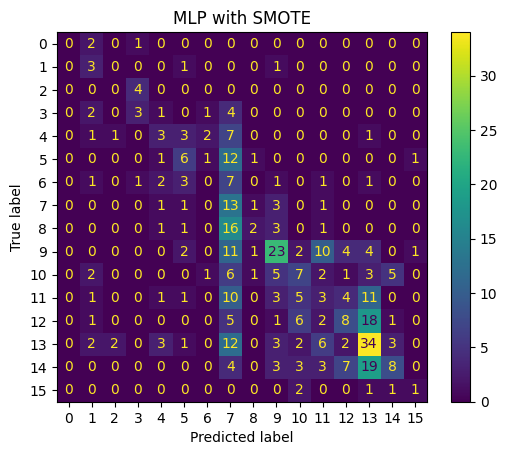 MLP with SMOTE
0 0 2 0 1 0 0 0 0 0 0 0 0 0 0 0 0
1 0 3 0 0 0 1 0 0 0 1 0 0 0 0 0 0
2 0 0 0 4 0 0 0 0 0 0 0 0 0 0 0 0
3 0 2 0 3 1 0 1 4 0 0 0 0 0 0 0 0
4 0 1 1 0 3 3 2 7 0 0 0 0 0 1 0 0
5 0 0 0 0 1 6 1 12 1 0 0 0 0 0 0 1
6 0 1 0 1 2 3 0 7 0 1 0 1 0 1 0 0
7 0 0 0 0 1 1 0 13 1 3 0 1 0 0 0 0
8 0 0 0 0 1 1 0 16 2 3 0 1 0 0 0 0
9 0 0 0 0 0 2 0 11 1 23 2 10 4 4 0 1
10 0 2 0 0 0 0 1 6 1 5 7 2 1 3 5 0
11 0 1 0 0 1 1 0 10 0 3 5 3 4 11 0 0
12 0 1 0 0 0 0 0 5 0 1 6 2 8 18 1 0
13 0 2 2 0 3 1 0 12 0 3 2 6 2 34 3 0
14 0 0 0 0 0 0 0 4 0 3 3 3 7 19 8 0
15 0 0 0 0 0 0 0 0 0 0 2 0 0 1 1 1
0 1 2 3 4 5 6 7 8 9 10 11 12 13 14 15
True label
Predicted label
30
25
20
15
10
5
0